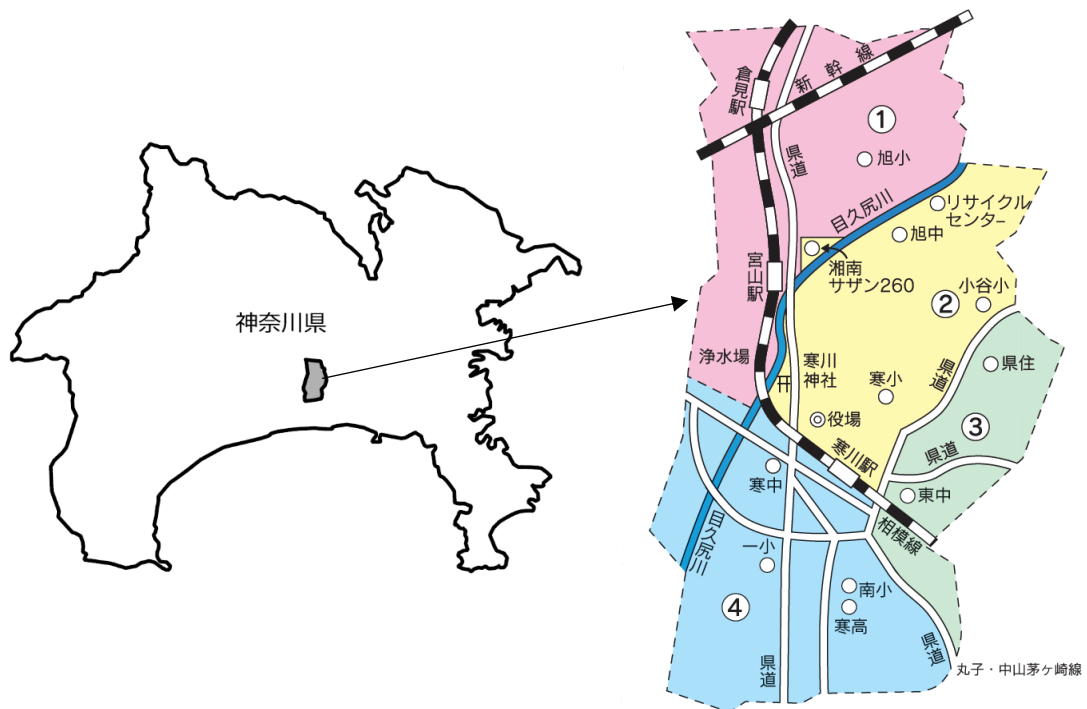 神奈川県
倉見駅
新幹線
①
県道
旭小
目久尻川
リサイクル
センター
旭中
湘南
サザン260
宮山駅
小谷小
②
浄水場
寒川
神社
県道
県住
寒小
役場
③
寒川駅
県道
寒中
東中
相模線
目久尻川
一小
南小
④
寒高
県道
県道
丸子・中山茅ヶ崎線